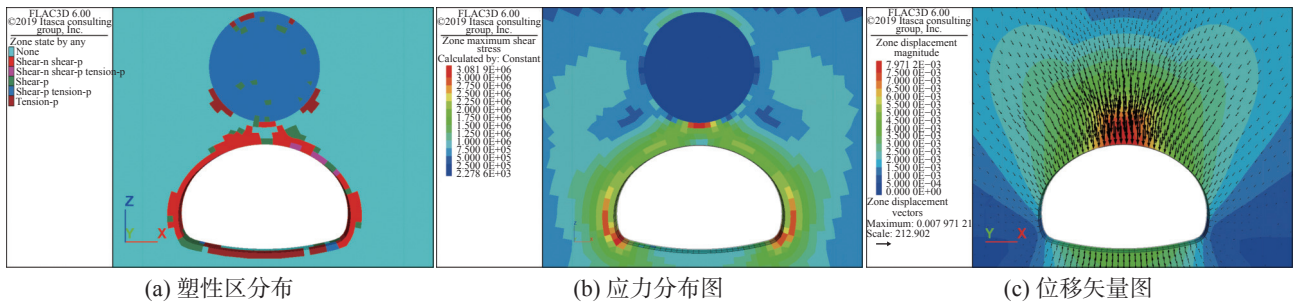 FLAC3D 6.00
©2019 Itasca consulting
group, Inc.
Zone state by any
None
Shear-n shear-p
Shear-n shear-p tension-p
Shear-p
Shear-p tension-p
Tension-p
Z
Y
X
(a) 塑性区分布
FLAC3D 6.00
©2019 Itasca consulting
group, Inc.
Zone maximum shear
stress
Calculated by: Constant
3.081 9E+06
3.000 0E+06
2.750 0E+06
2.500 0E+06
2.250 0E+06
2.000 0E+06
1.750 0E+06
1.500 0E+06
1.250 0E+06
1.000 0E+06
7.500 0E+05
5.000 0E+05
2.500 0E+05
2.278 6E+03
(b) 应力分布图
FLAC3D 6.00
©2019 Itasca consulting
group, Inc.
Zone displacement
magnitude
7.971 2E−03
7.500 0E−03
7.000 0E−03
6.500 0E−03
6.000 0E−03
5.500 0E−03
5.000 0E−03
4.500 0E−03
4.000 0E−03
3.500 0E−03
3.000 0E−03
2.500 0E−03
2.000 0E−03
1.500 0E−03
1.000 0E−03
5.000 0E−04
0.000 0E+00
Zone displacement
vectors
Maximum: 0.007 971 21
Scale: 212.902
Z
Y
X
(c) 位移矢量图